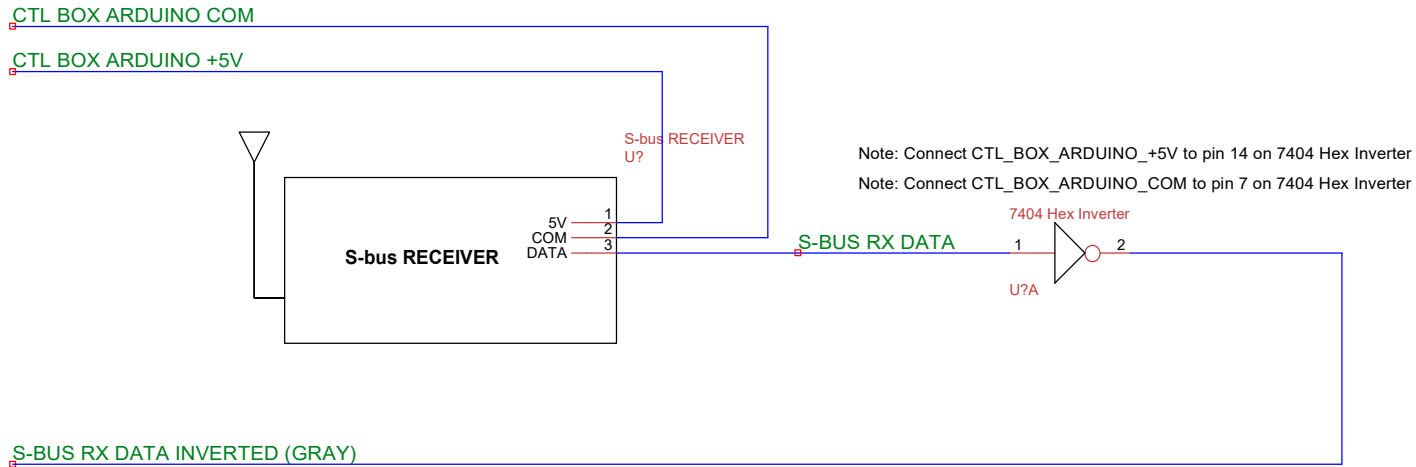 CTL BOX ARDUINO COM
CTL BOX ARDUINO +5V
S-bus RECEIVER
U?
Note: Connect CTL_BOX_ARDUINO_+5V to pin 14 on 7404 Hex Inverter
Note: Connect CTL_BOX_ARDUINO_COM to pin 7 on 7404 Hex Inverter
7404 Hex Inverter
5V 1
COM 2
DATA 3
S-bus RECEIVER
S-BUS RX DATA
1 2
U?A
S-BUS RX DATA INVERTED (GRAY)